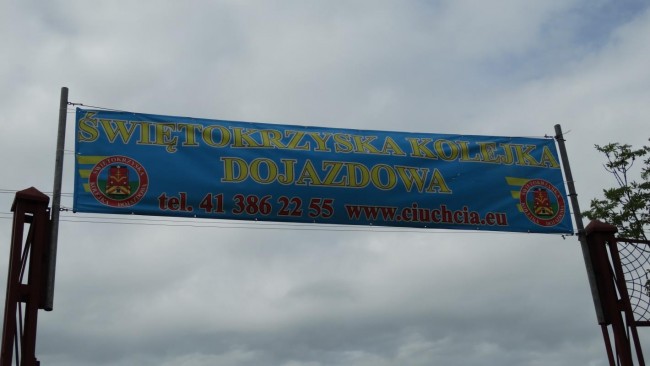 ŚWIĘTOKRZYSKA KOLEJKA
DOJAZDOWA
tel. 41 386 22 55 www.ciuchcia.eu